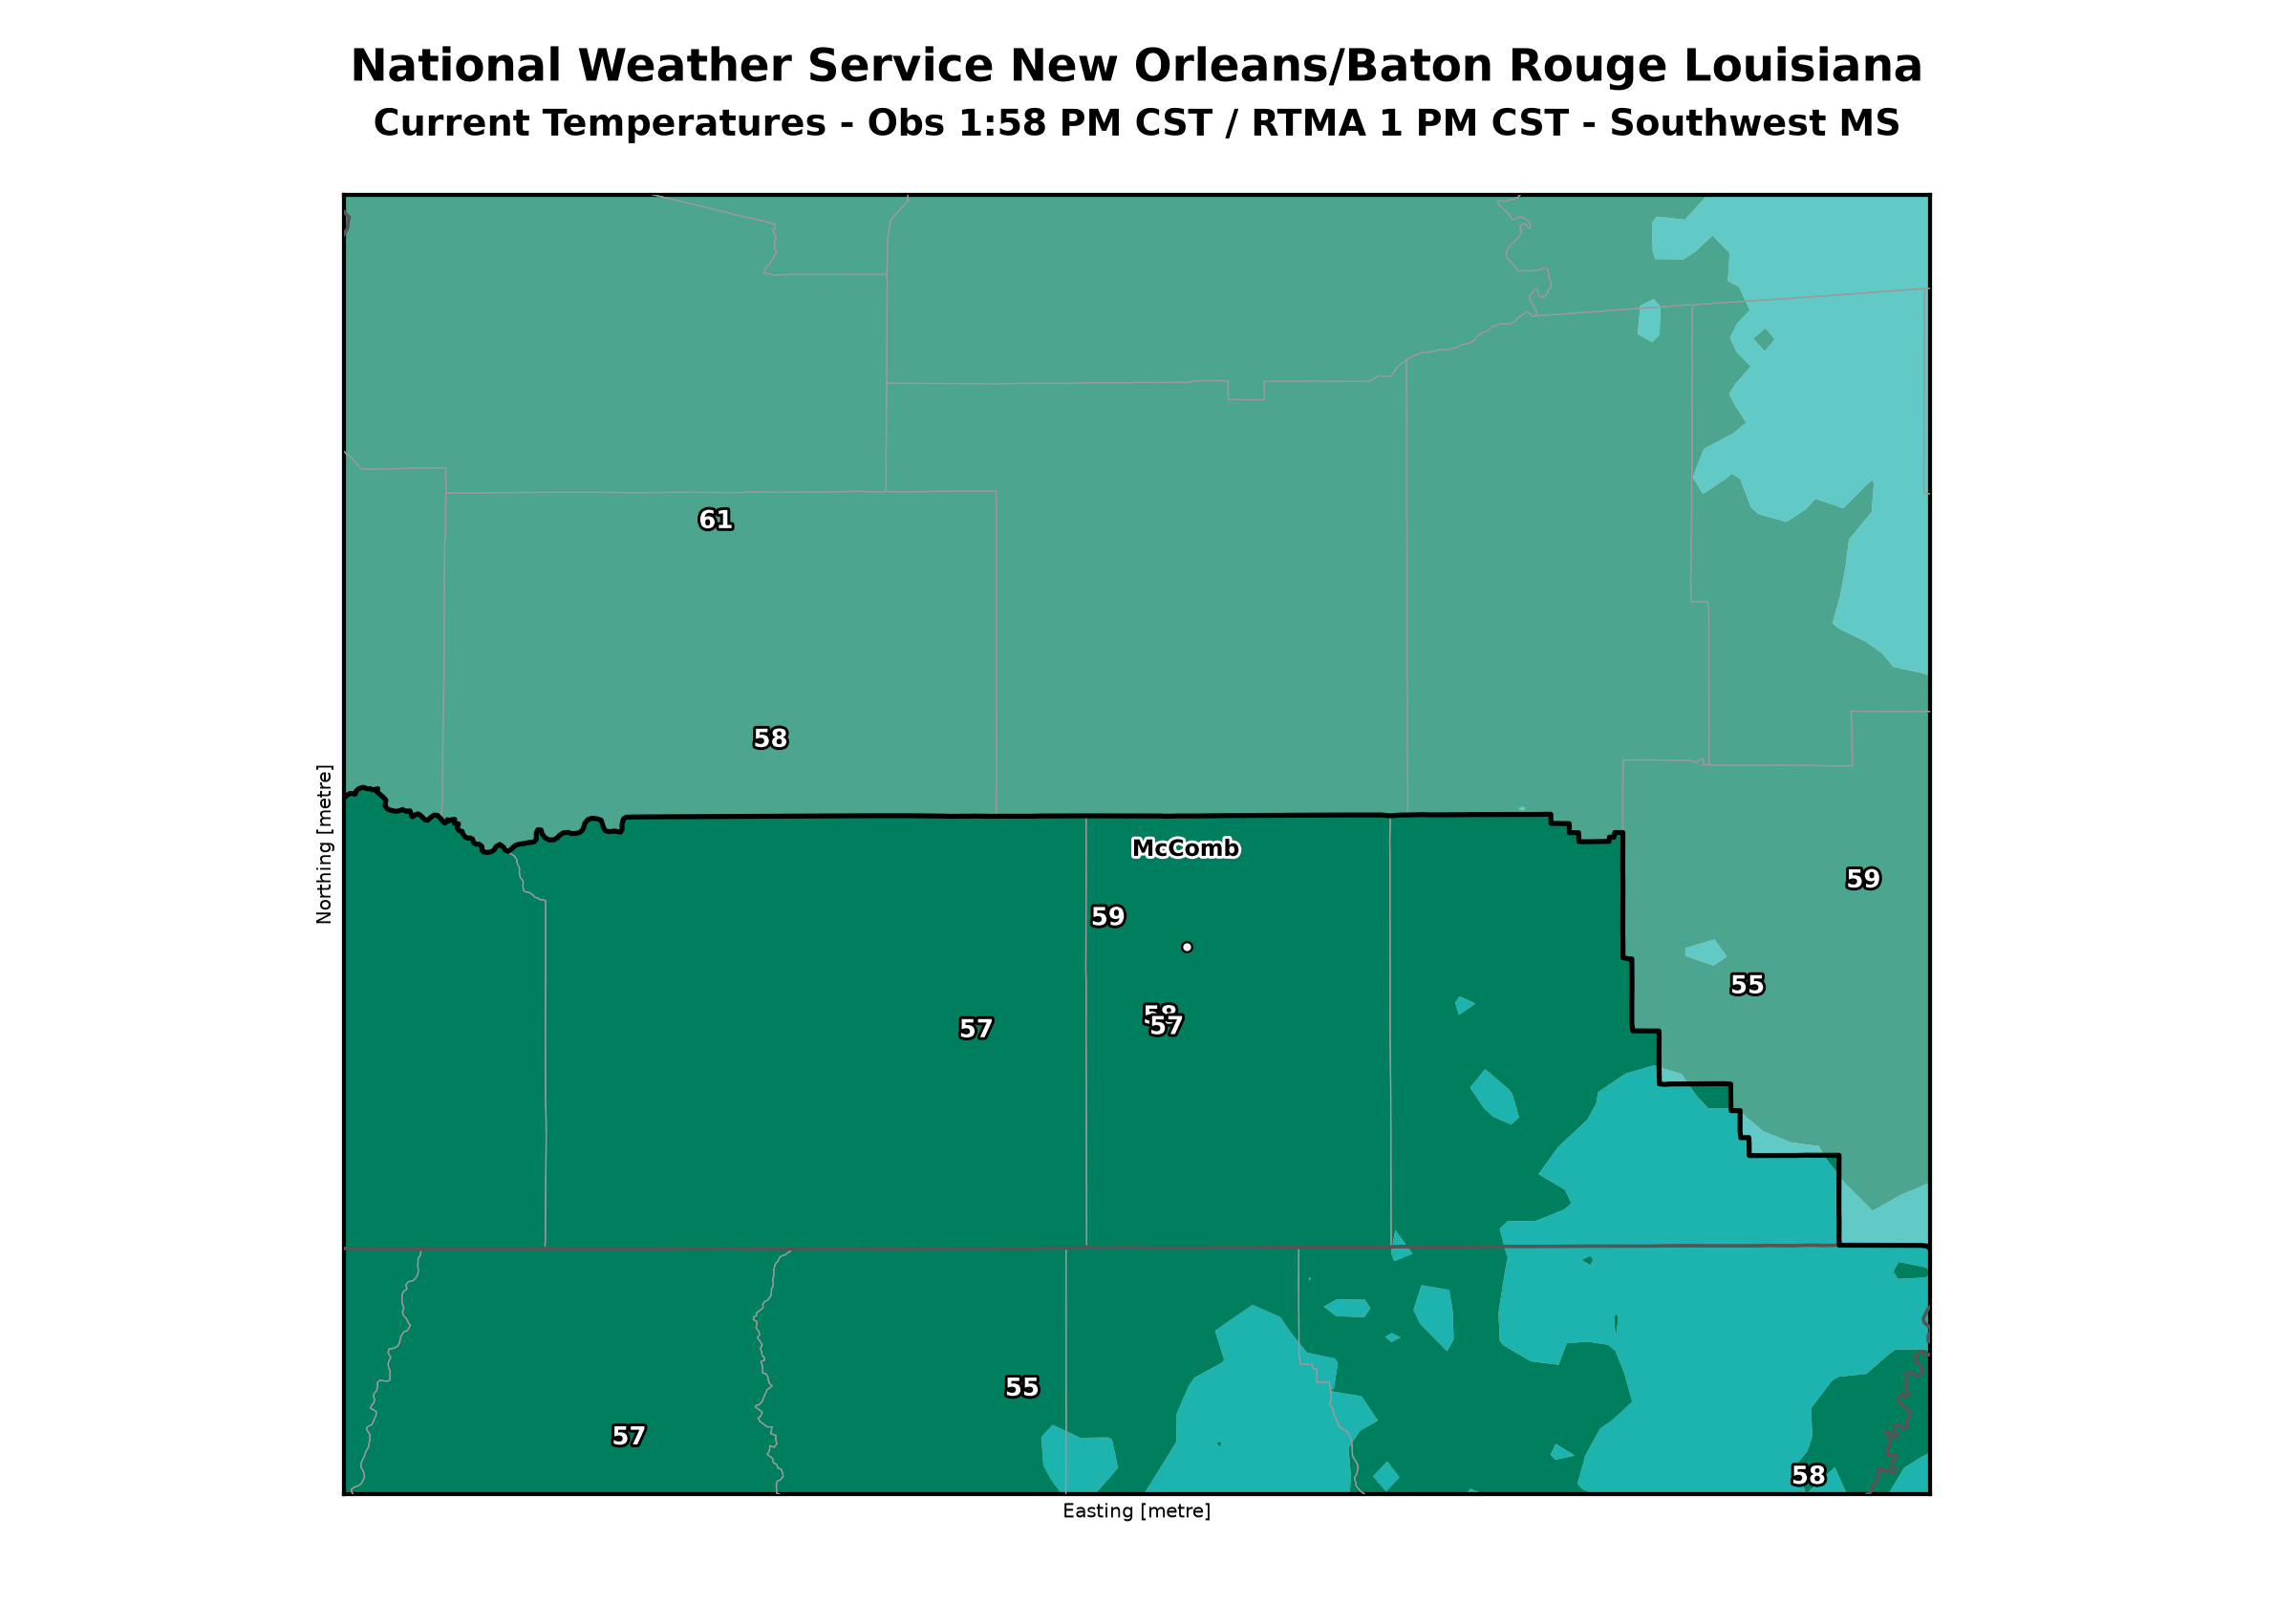 National Weather Service New Orleans/Baton Rouge Louisiana
Current Temperatures - Obs 1:58 PM CST / RTMA 1 PM CST - Southwest MS
61
58
McComb
59
59
55
58
57
57
55
57
58
Northing [metre]
Easting [metre]